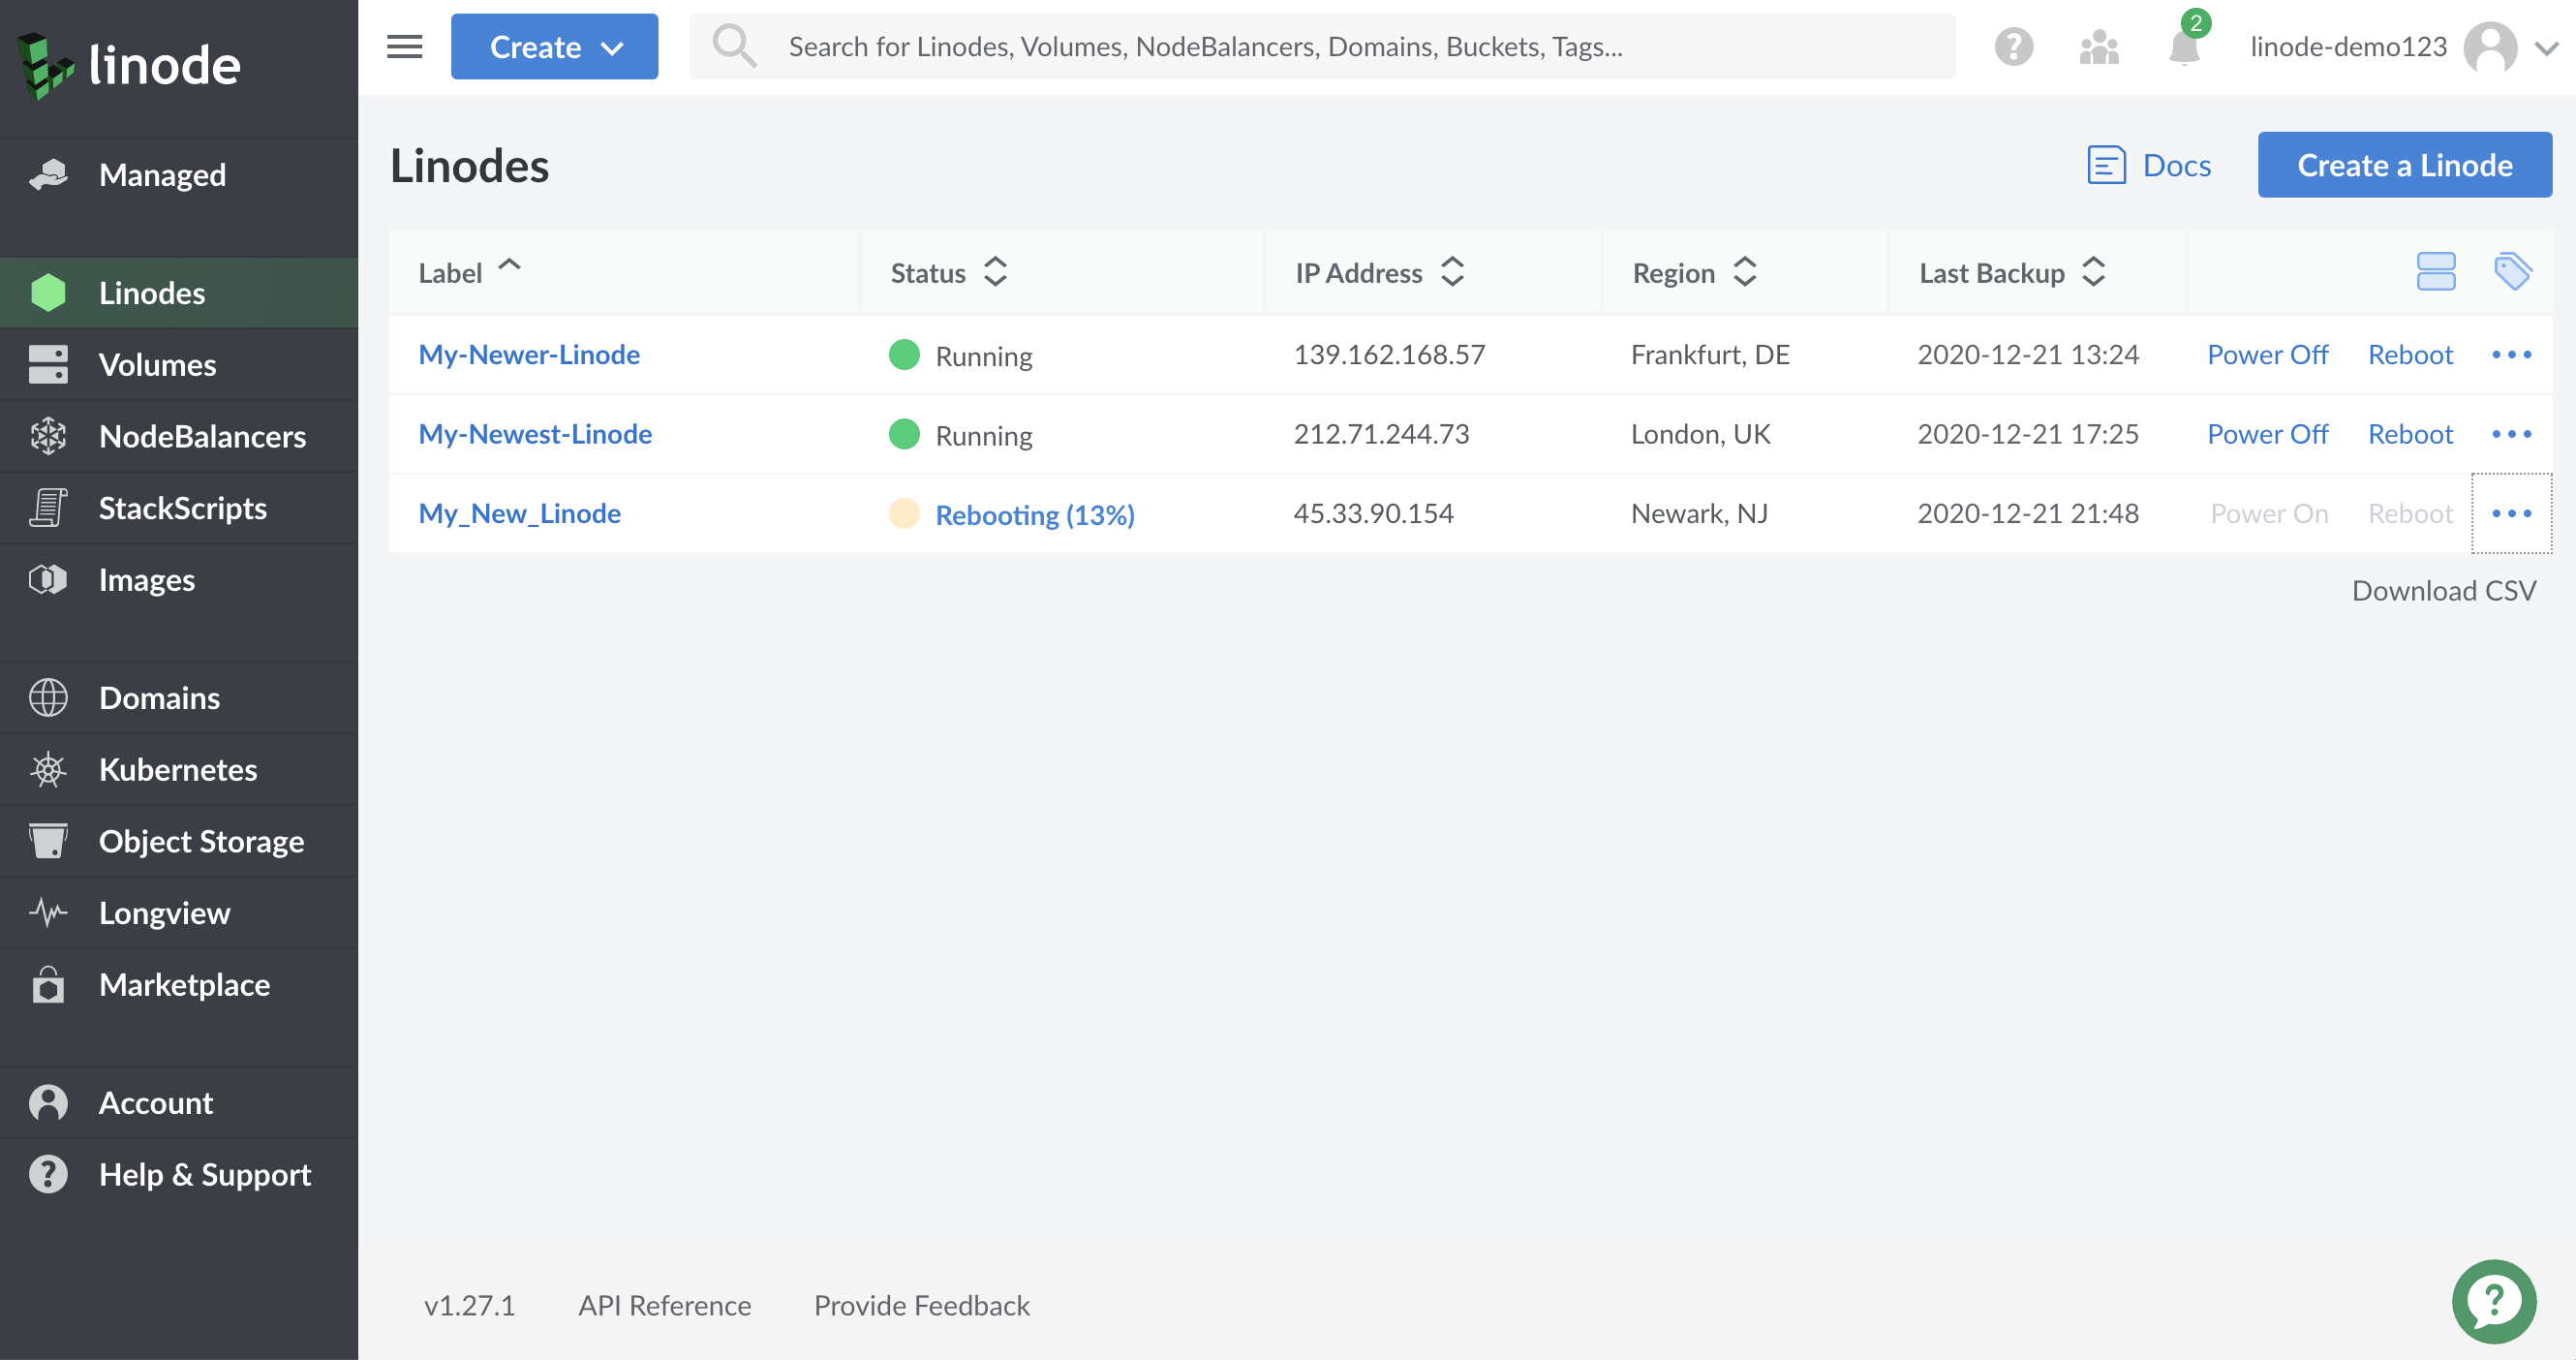 linode
Create
Search for Linodes, Volumes, NodeBalancers, Domains, Buckets, Tags...
2
linode-demo123
Managed
Linodes
Volumes
NodeBalancers
StackScripts
Images
Domains
Kubernetes
Object Storage
Longview
Marketplace
Account
Help & Support
Linodes
Docs
Create a Linode
Label Status IP Address Region Last Backup
My-Newer-Linode Running 139.162.168.57 Frankfurt, DE 2020-12-21 13:24 Power Off Reboot
My-Newest-Linode Running 212.71.244.73 London, UK 2020-12-21 17:25 Power Off Reboot
My_New_Linode Rebooting (13%) 45.33.90.154 Newark, NJ 2020-12-21 21:48 Power On Reboot
Download CSV
v1.27.1 API Reference Provide Feedback